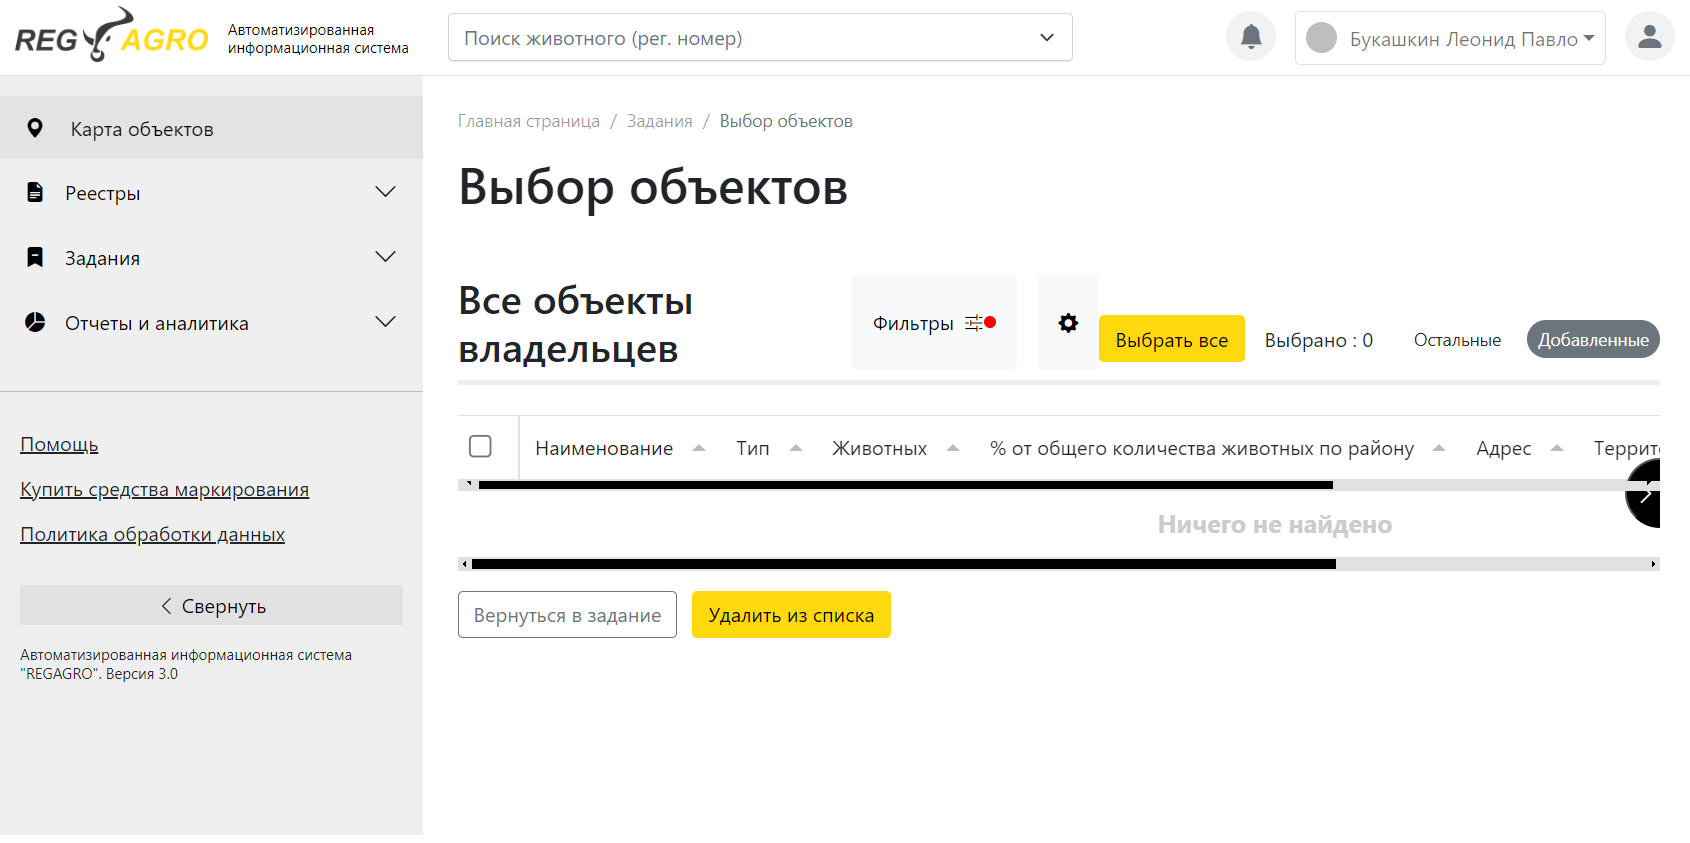 REG AGRO
Автоматизированная
информационная система
Поиск животного (рег. номер)
Букашкин Леонид Павло
Карта объектов
Реестры
Задания
Отчеты и аналитика
Помощь
Купить средства маркирования
Политика обработки данных
Свернуть
Автоматизированная информационная система
"REGAGRO". Версия 3.0
Главная страница / Задания / Выбор объектов
Выбор объектов
Все объекты
владельцев
Фильтры
Выбрать все
Выбрано : 0
Остальные
Добавленные
Наименование Тип Животных % от общего количества животных по району Адрес Террит
Ничего не найдено
Вернуться в задание
Удалить из списка